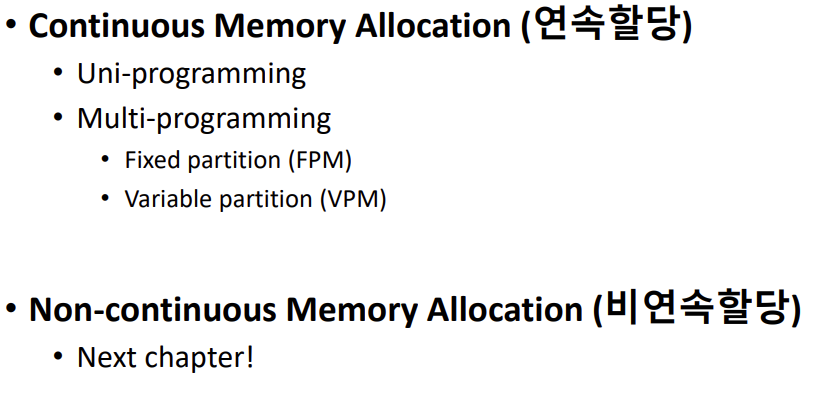 • Continuous Memory Allocation (연속할당)
• Uni-programming
• Multi-programming
• Fixed partition (FPM)
• Variable partition (VPM)
• Non-continuous Memory Allocation (비연속할당)
• Next chapter!